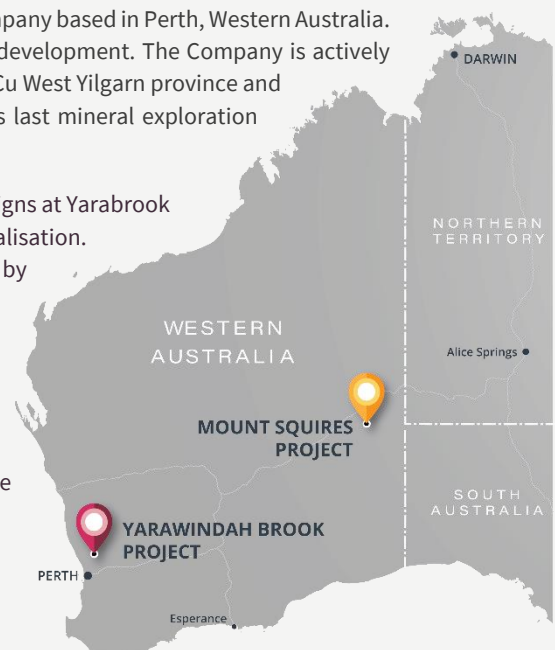 mpany based in Perth, Western Australia.
development. The Company is actively
Cu West Yilgarn province and
s last mineral exploration
igns at Yarabrook
alisation.
by
e
DARWIN
NORTHERN
TERRITORY
WESTERN
AUSTRALIA
Alice Springs
MOUNT SQUIRES
PROJECT
SOUTH
AUSTRALIA
YARAWINDAH BROOK
PROJECT
PERTH
Esperance